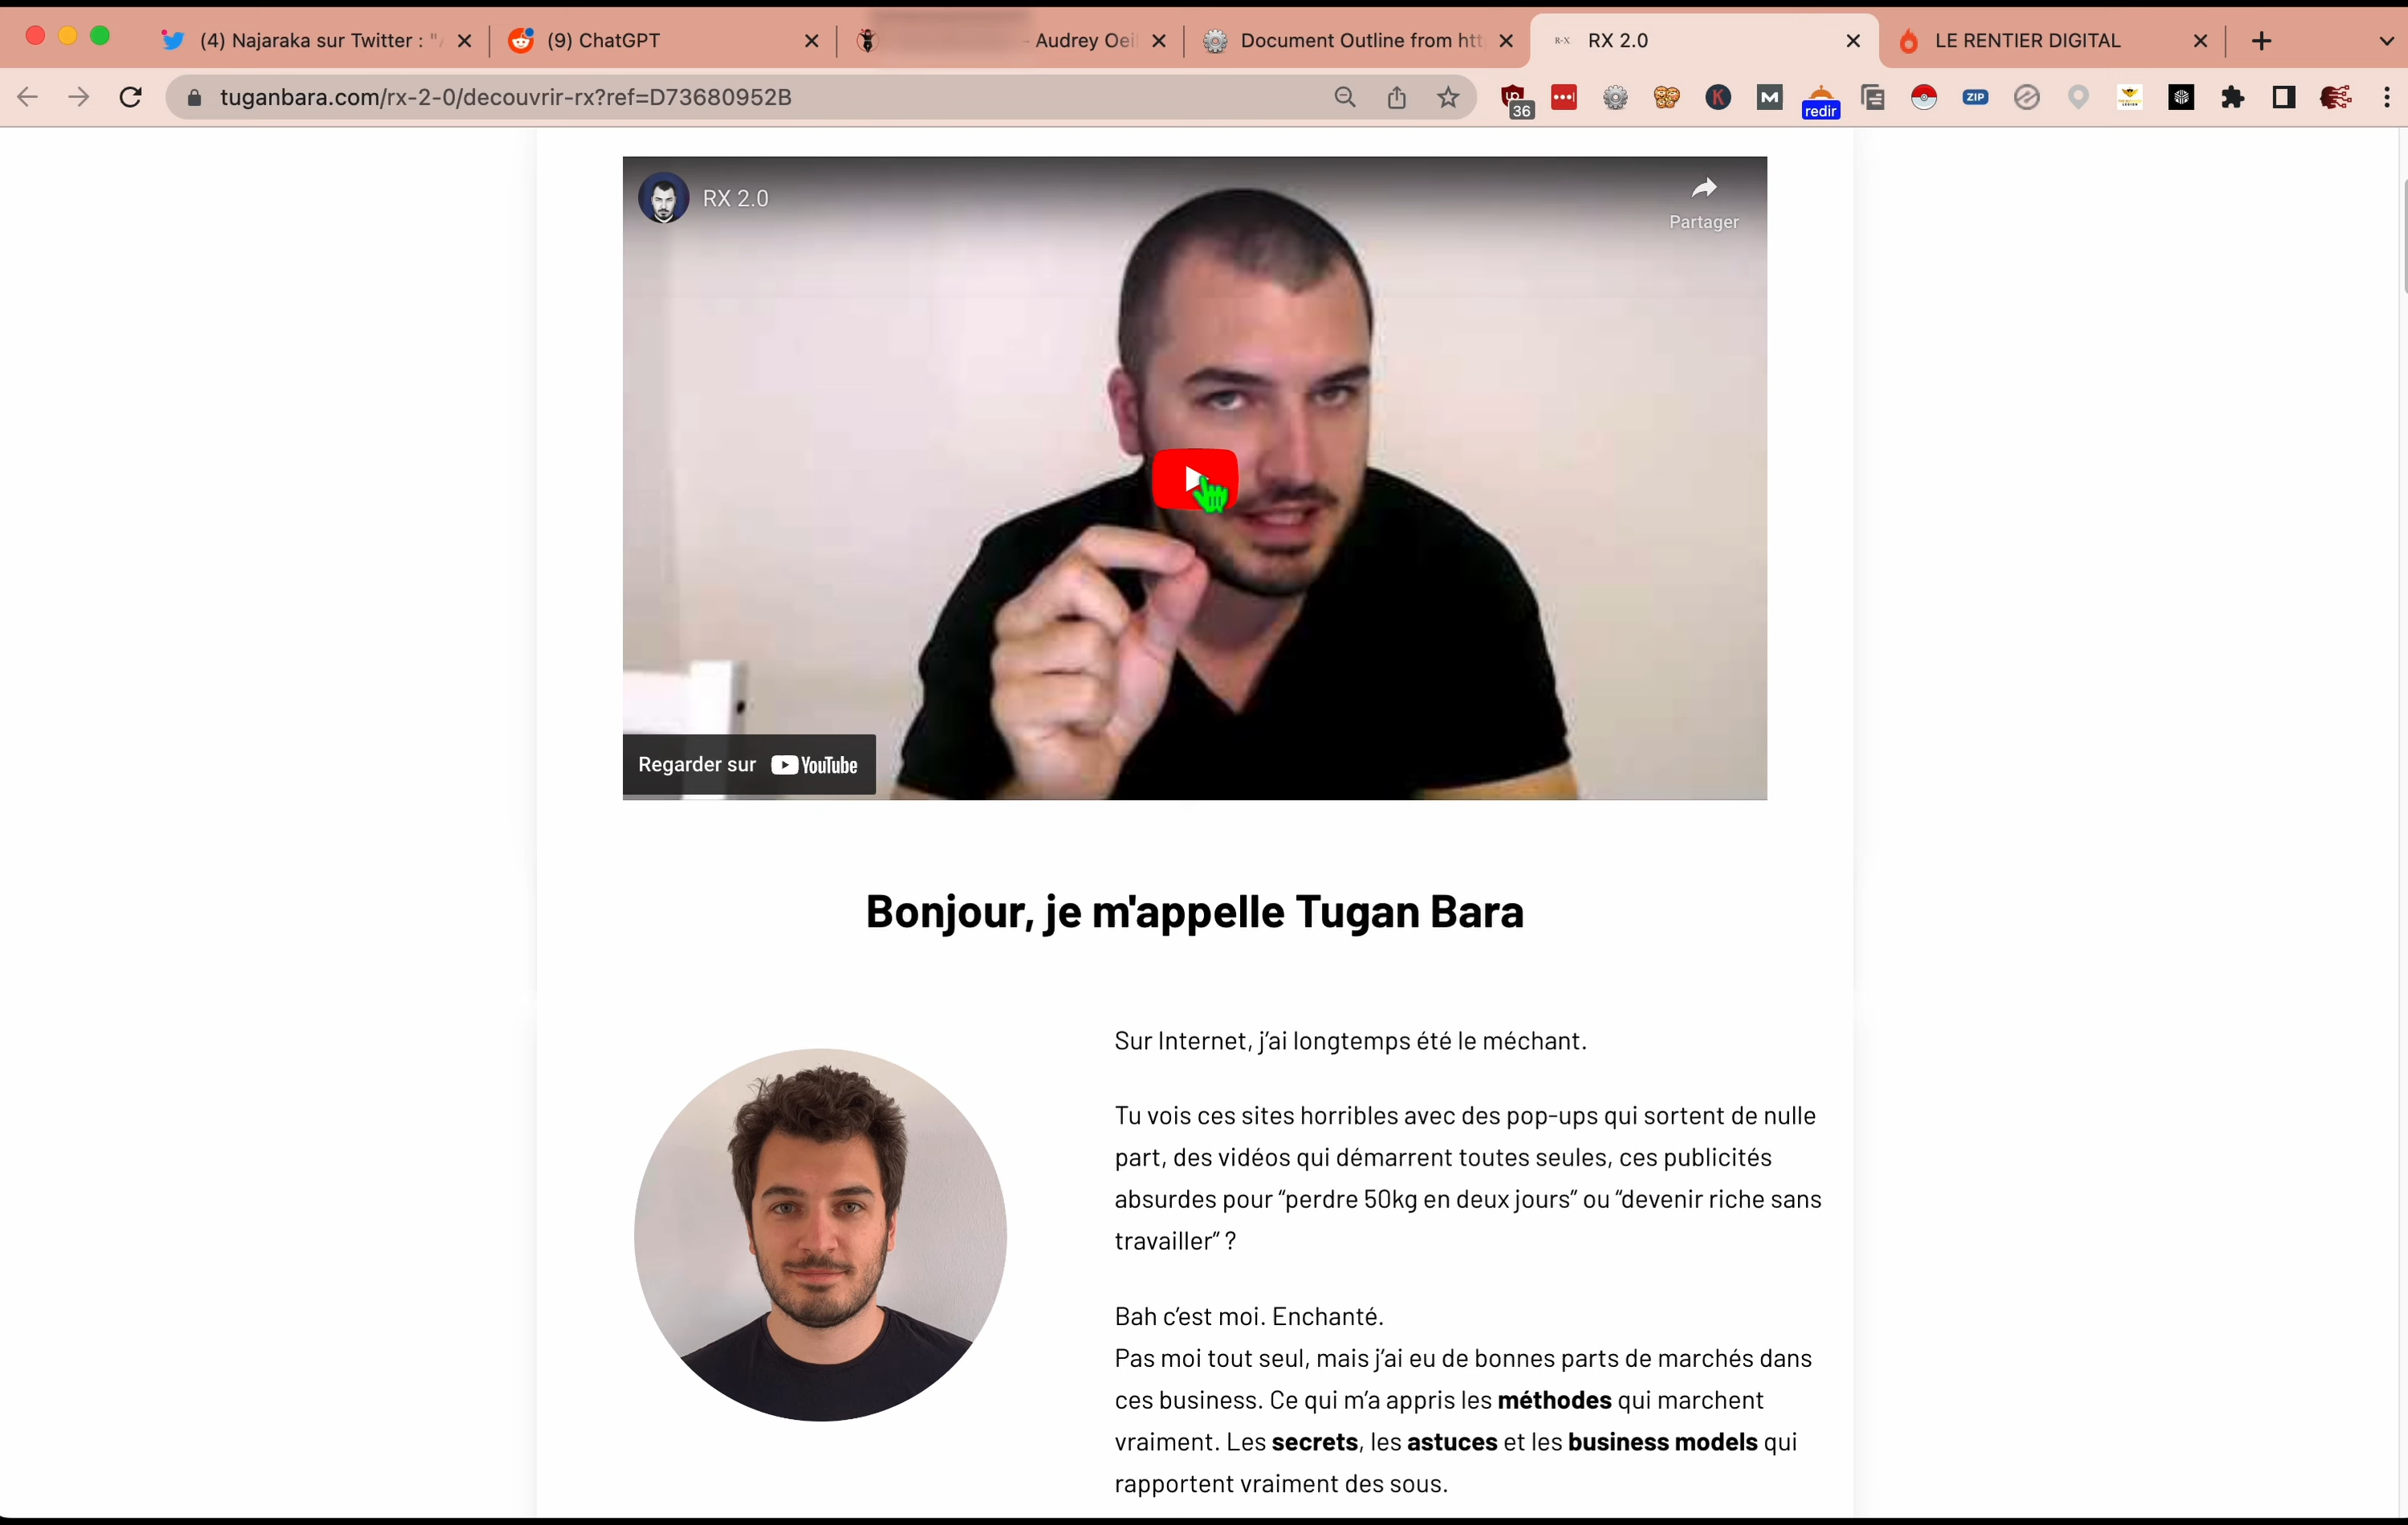 (4) Najaraka sur Twitter : "
(9) ChatGPT
- Audrey Oei
Document Outline from htt
R-X RX 2.0
LE RENTIER DIGITAL
tuganbara.com/rx-2-0/decouvrir-rx?ref=D73680952B
36
K
M
redir
ZIP
RX 2.0
Partager
Regarder sur YouTube
Bonjour, je m'appelle Tugan Bara
Sur Internet, j’ai longtemps été le méchant.
Tu vois ces sites horribles avec des pop-ups qui sortent de nulle
part, des vidéos qui démarrent toutes seules, ces publicités
absurdes pour “perdre 50kg en deux jours” ou “devenir riche sans
travailler” ?
Bah c’est moi. Enchanté.
Pas moi tout seul, mais j’ai eu de bonnes parts de marchés dans
ces business. Ce qui m’a appris les méthodes qui marchent
vraiment. Les secrets, les astuces et les business models qui
rapportent vraiment des sous.